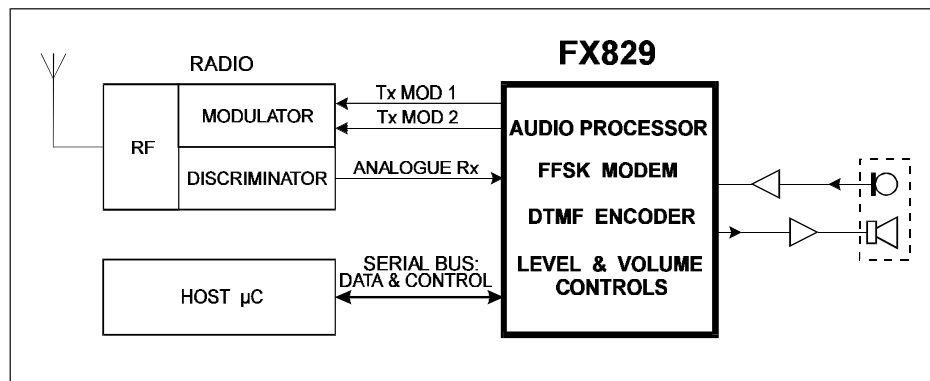 FX829
RADIO
RF
MODULATOR
DISCRIMINATOR
Tx MOD 1
Tx MOD 2
ANALOGUE Rx
AUDIO PROCESSOR
FFSK MODEM
DTMF ENCODER
LEVEL & VOLUME
CONTROLS
HOST µC
SERIAL BUS:
DATA & CONTROL